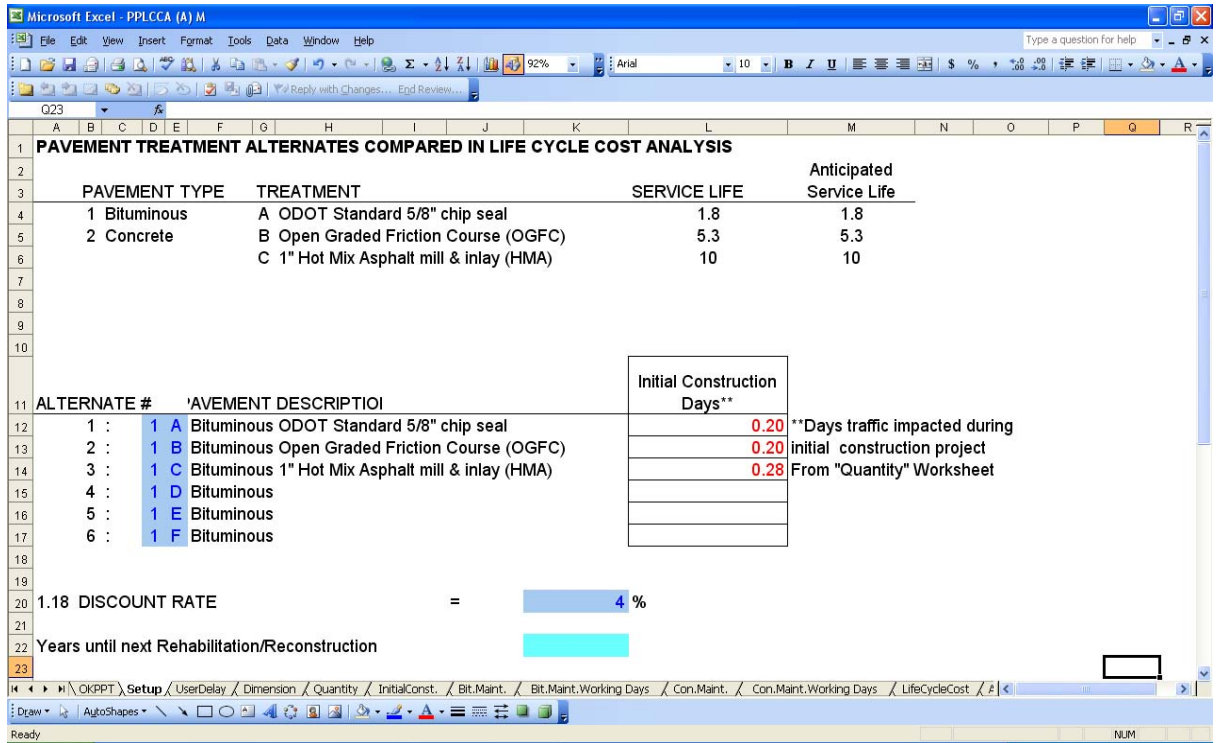 Microsoft Excel - PPLCCA (A) M
File Edit View Insert Format Tools Data Window Help Type a question for help
92% Arial 10 B I U $ % ,
Reply with Changes... End Review...
Q23 fx
A B C D E F G H I J K L M N O P Q R
1 PAVEMENT TREATMENT ALTERNATES COMPARED IN LIFE CYCLE COST ANALYSIS
2 Anticipated
3 PAVEMENT TYPE TREATMENT SERVICE LIFE Service Life
4 1 Bituminous A ODOT Standard 5/8" chip seal 1.8 1.8
5 2 Concrete B Open Graded Friction Course (OGFC) 5.3 5.3
6 C 1" Hot Mix Asphalt mill & inlay (HMA) 10 10
7
8
9
10
Initial Construction
11 ALTERNATE # 'AVEMENT DESCRIPTIOI Days**
12 1 : 1 A Bituminous ODOT Standard 5/8" chip seal 0.20 **Days traffic impacted during
13 2 : 1 B Bituminous Open Graded Friction Course (OGFC) 0.20 initial construction project
14 3 : 1 C Bituminous 1" Hot Mix Asphalt mill & inlay (HMA) 0.28 From "Quantity" Worksheet
15 4 : 1 D Bituminous
16 5 : 1 E Bituminous
17 6 : 1 F Bituminous
18
19
20 1.18 DISCOUNT RATE = 4 %
21
22 Years until next Rehabilitation/Reconstruction
23
OKPPT Setup UserDelay Dimension Quantity InitialConst. Bit.Maint. Bit.Maint.Working Days Con.Maint. Con.Maint.Working Days LifeCycleCost
Draw AutoShapes
Ready NUM